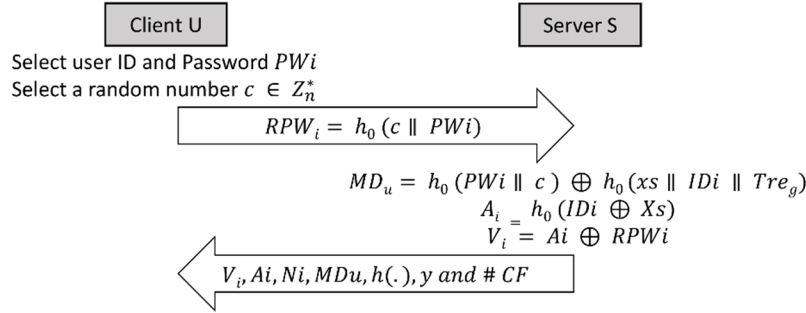 Client U
Server S
Select user ID and Password PWi
Select a random number c ∈ Z*ₙ
RPWᵢ = h₀ (c ∥ PWi)
MDᵤ = h₀ (PWi ∥ c ) ⊕ h₀ (xs ∥ IDi ∥ Tre_g)
Aᵢ = h₀ (IDi ⊕ Xs)
Vᵢ = Ai ⊕ RPWi
Vᵢ, Ai, Ni, MDu, h(.), y and # CF